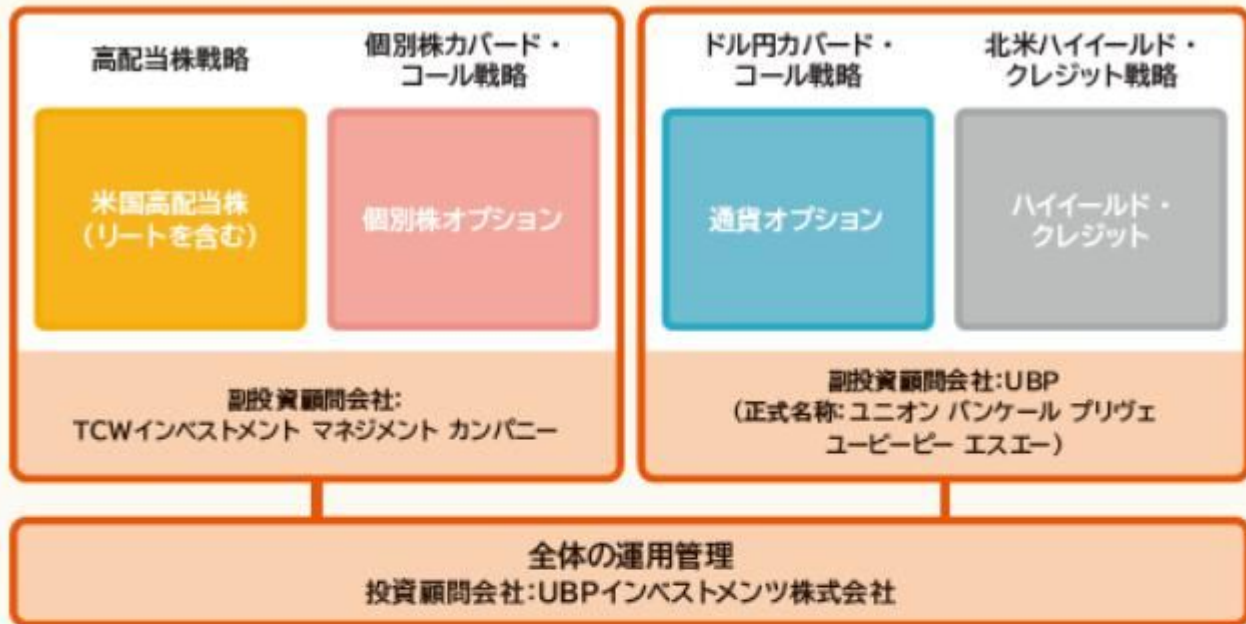 高配当株戦略
個別株カバード・
コール戦略
米国高配当株
(リートを含む)
個別株オプション
副投資顧問会社:
TCWインベストメント マネジメント カンパニー
ドル円カバード・
コール戦略
北米ハイイールド・
クレジット戦略
通貨オプション
ハイイールド・
クレジット
副投資顧問会社:UBP
(正式名称:ユニオン バンケール プリヴェ
ユービーピー エスエー)
全体の運用管理
投資顧問会社:UBPインベストメンツ株式会社